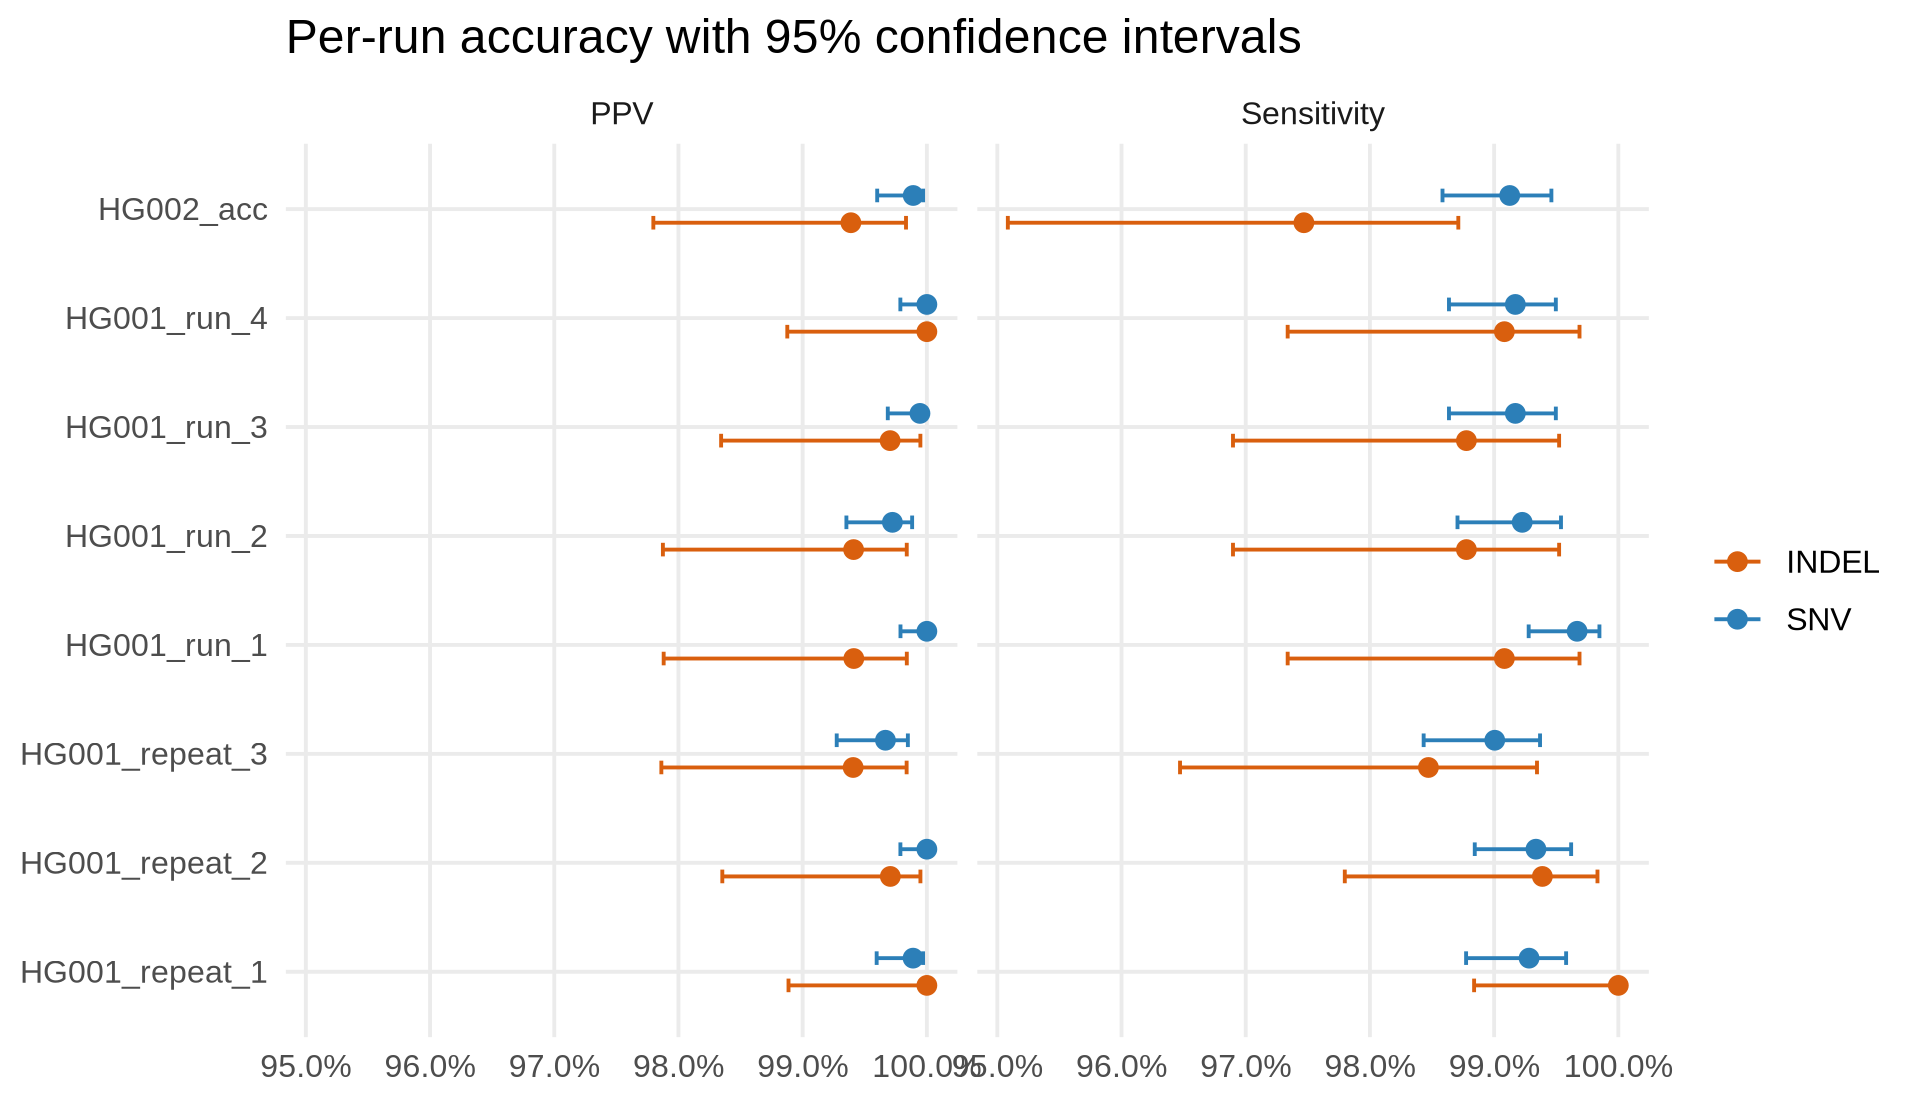 Per-run accuracy with 95% confidence intervals
PPV
Sensitivity
HG002_acc
HG001_run_4
HG001_run_3
HG001_run_2
HG001_run_1
HG001_repeat_3
HG001_repeat_2
HG001_repeat_1
95.0% 96.0% 97.0% 98.0% 99.0% 100.0%
95.0% 96.0% 97.0% 98.0% 99.0% 100.0%
INDEL
SNV